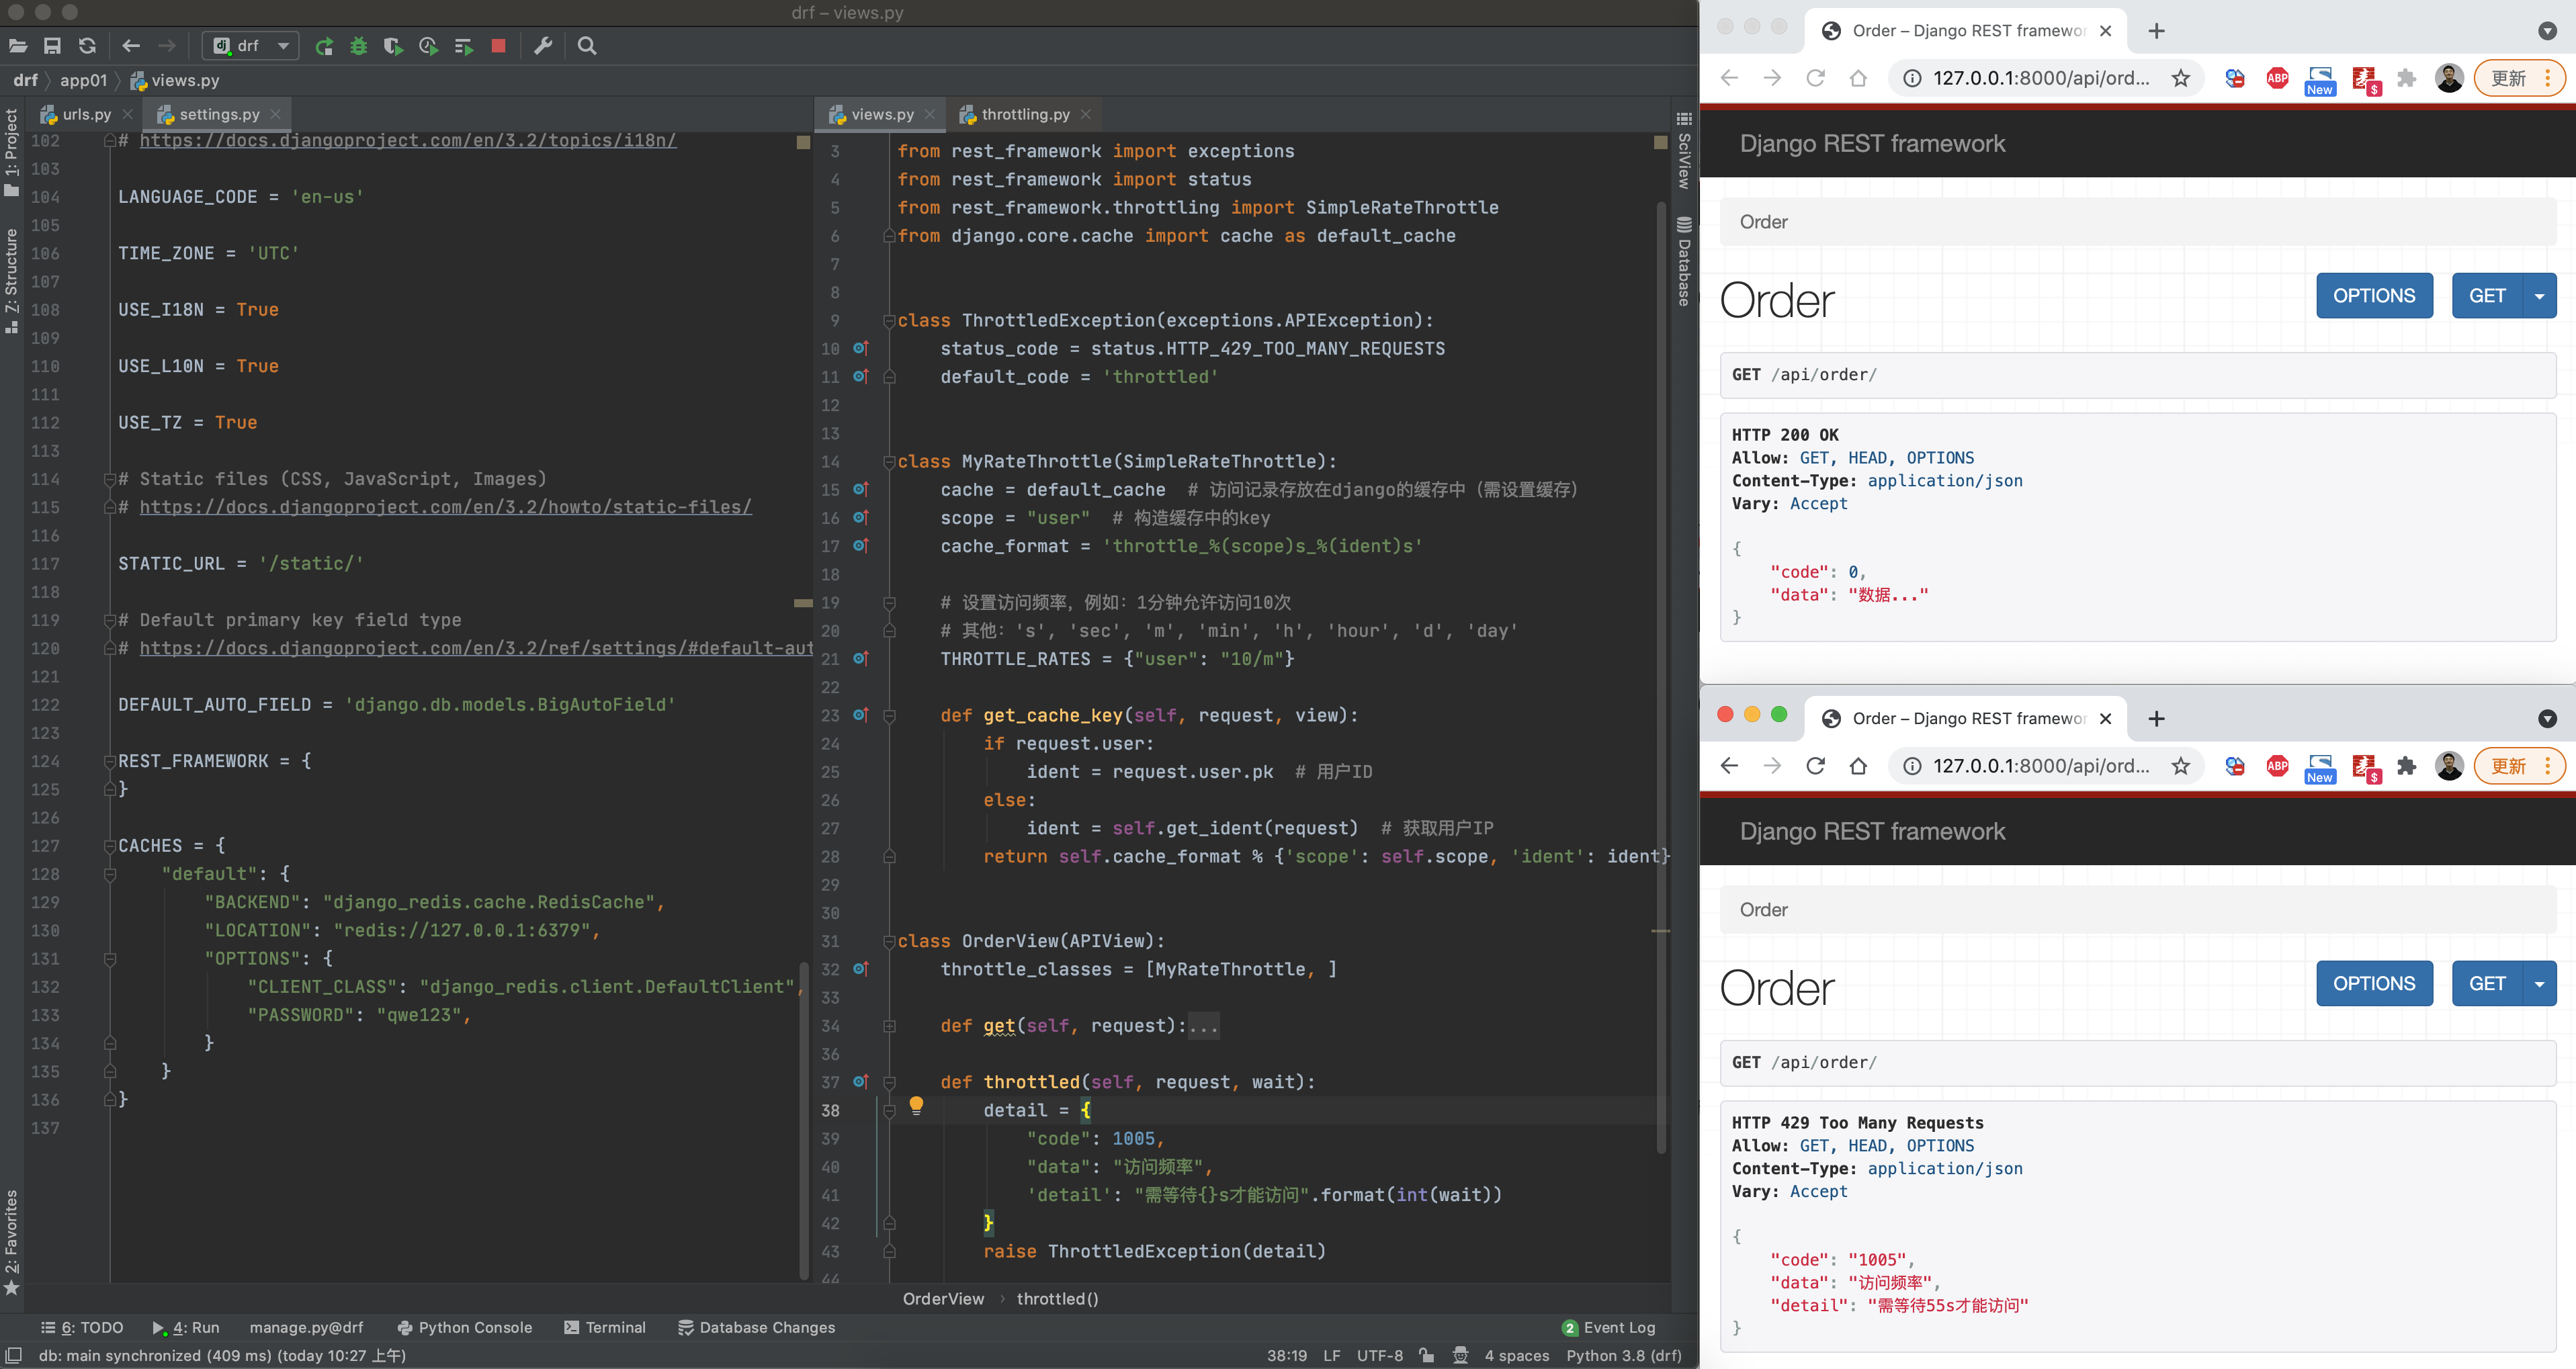 drf – views.py
drf
drf
app01
views.py
1: Project
Z: Structure
2: Favorites
urls.py
settings.py
102 # https://docs.djangoproject.com/en/3.2/topics/i18n/
103
104 LANGUAGE_CODE = 'en-us'
105
106 TIME_ZONE = 'UTC'
107
108 USE_I18N = True
109
110 USE_L10N = True
111
112 USE_TZ = True
113
114 # Static files (CSS, JavaScript, Images)
115 # https://docs.djangoproject.com/en/3.2/howto/static-files/
116
117 STATIC_URL = '/static/'
118
119 # Default primary key field type
120 # https://docs.djangoproject.com/en/3.2/ref/settings/#default-aut
121
122 DEFAULT_AUTO_FIELD = 'django.db.models.BigAutoField'
123
124 REST_FRAMEWORK = {
125 }
126
127 CACHES = {
128     "default": {
129         "BACKEND": "django_redis.cache.RedisCache",
130         "LOCATION": "redis://127.0.0.1:6379",
131         "OPTIONS": {
132             "CLIENT_CLASS": "django_redis.client.DefaultClient",
133             "PASSWORD": "qwe123",
134         }
135     }
136 }
137
views.py
throttling.py
3 from rest_framework import exceptions
4 from rest_framework import status
5 from rest_framework.throttling import SimpleRateThrottle
6 from django.core.cache import cache as default_cache
7
8
9 class ThrottledException(exceptions.APIException):
10     status_code = status.HTTP_429_TOO_MANY_REQUESTS
11     default_code = 'throttled'
12
13
14 class MyRateThrottle(SimpleRateThrottle):
15     cache = default_cache  # 访问记录存放在django的缓存中（需设置缓存）
16     scope = "user"  # 构造缓存中的key
17     cache_format = 'throttle_%(scope)s_%(ident)s'
18
19     # 设置访问频率，例如：1分钟允许访问10次
20     # 其他：'s', 'sec', 'm', 'min', 'h', 'hour', 'd', 'day'
21     THROTTLE_RATES = {"user": "10/m"}
22
23     def get_cache_key(self, request, view):
24         if request.user:
25             ident = request.user.pk  # 用户ID
26         else:
27             ident = self.get_ident(request)  # 获取用户IP
28         return self.cache_format % {'scope': self.scope, 'ident': ident}
29
30
31 class OrderView(APIView):
32     throttle_classes = [MyRateThrottle, ]
33
34     def get(self, request):...
36
37     def throttled(self, request, wait):
38         detail = {
39             "code": 1005,
40             "data": "访问频率",
41             'detail': "需等待{}s才能访问".format(int(wait))
42         }
43         raise ThrottledException(detail)
44
OrderView › throttled()
SciView
Database
6: TODO
4: Run
manage.py@drf
Python Console
Terminal
Database Changes
2 Event Log
db: main synchronized (409 ms) (today 10:27 上午)
38:19
LF
UTF-8
4 spaces
Python 3.8 (drf)
Order – Django REST framewor
127.0.0.1:8000/api/ord...
ABP
New
$
更新
Django REST framework
Order
Order
OPTIONS
GET
GET /api/order/
HTTP 200 OK
Allow: GET, HEAD, OPTIONS
Content-Type: application/json
Vary: Accept
{
    "code": 0,
    "data": "数据..."
}
Order – Django REST framewor
127.0.0.1:8000/api/ord...
ABP
New
$
更新
Django REST framework
Order
Order
OPTIONS
GET
GET /api/order/
HTTP 429 Too Many Requests
Allow: GET, HEAD, OPTIONS
Content-Type: application/json
Vary: Accept
{
    "code": "1005",
    "data": "访问频率",
    "detail": "需等待55s才能访问"
}